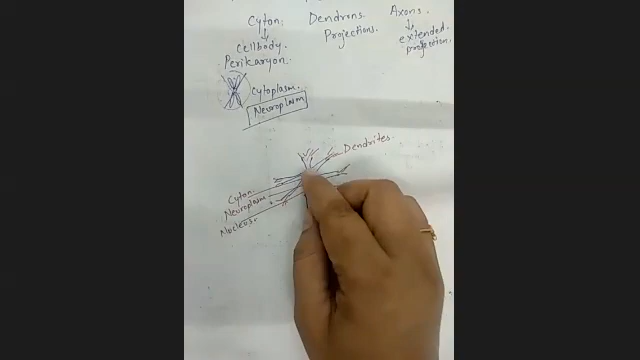 Cyton. Dendrons. Axons.
↓ Projections. ↓
Cellbody. extended
Perikaryon. projection.
Cytoplasm.
Neuroplasm
Dendrites.
Cyton.
Neuroplasm.
Nucleus.